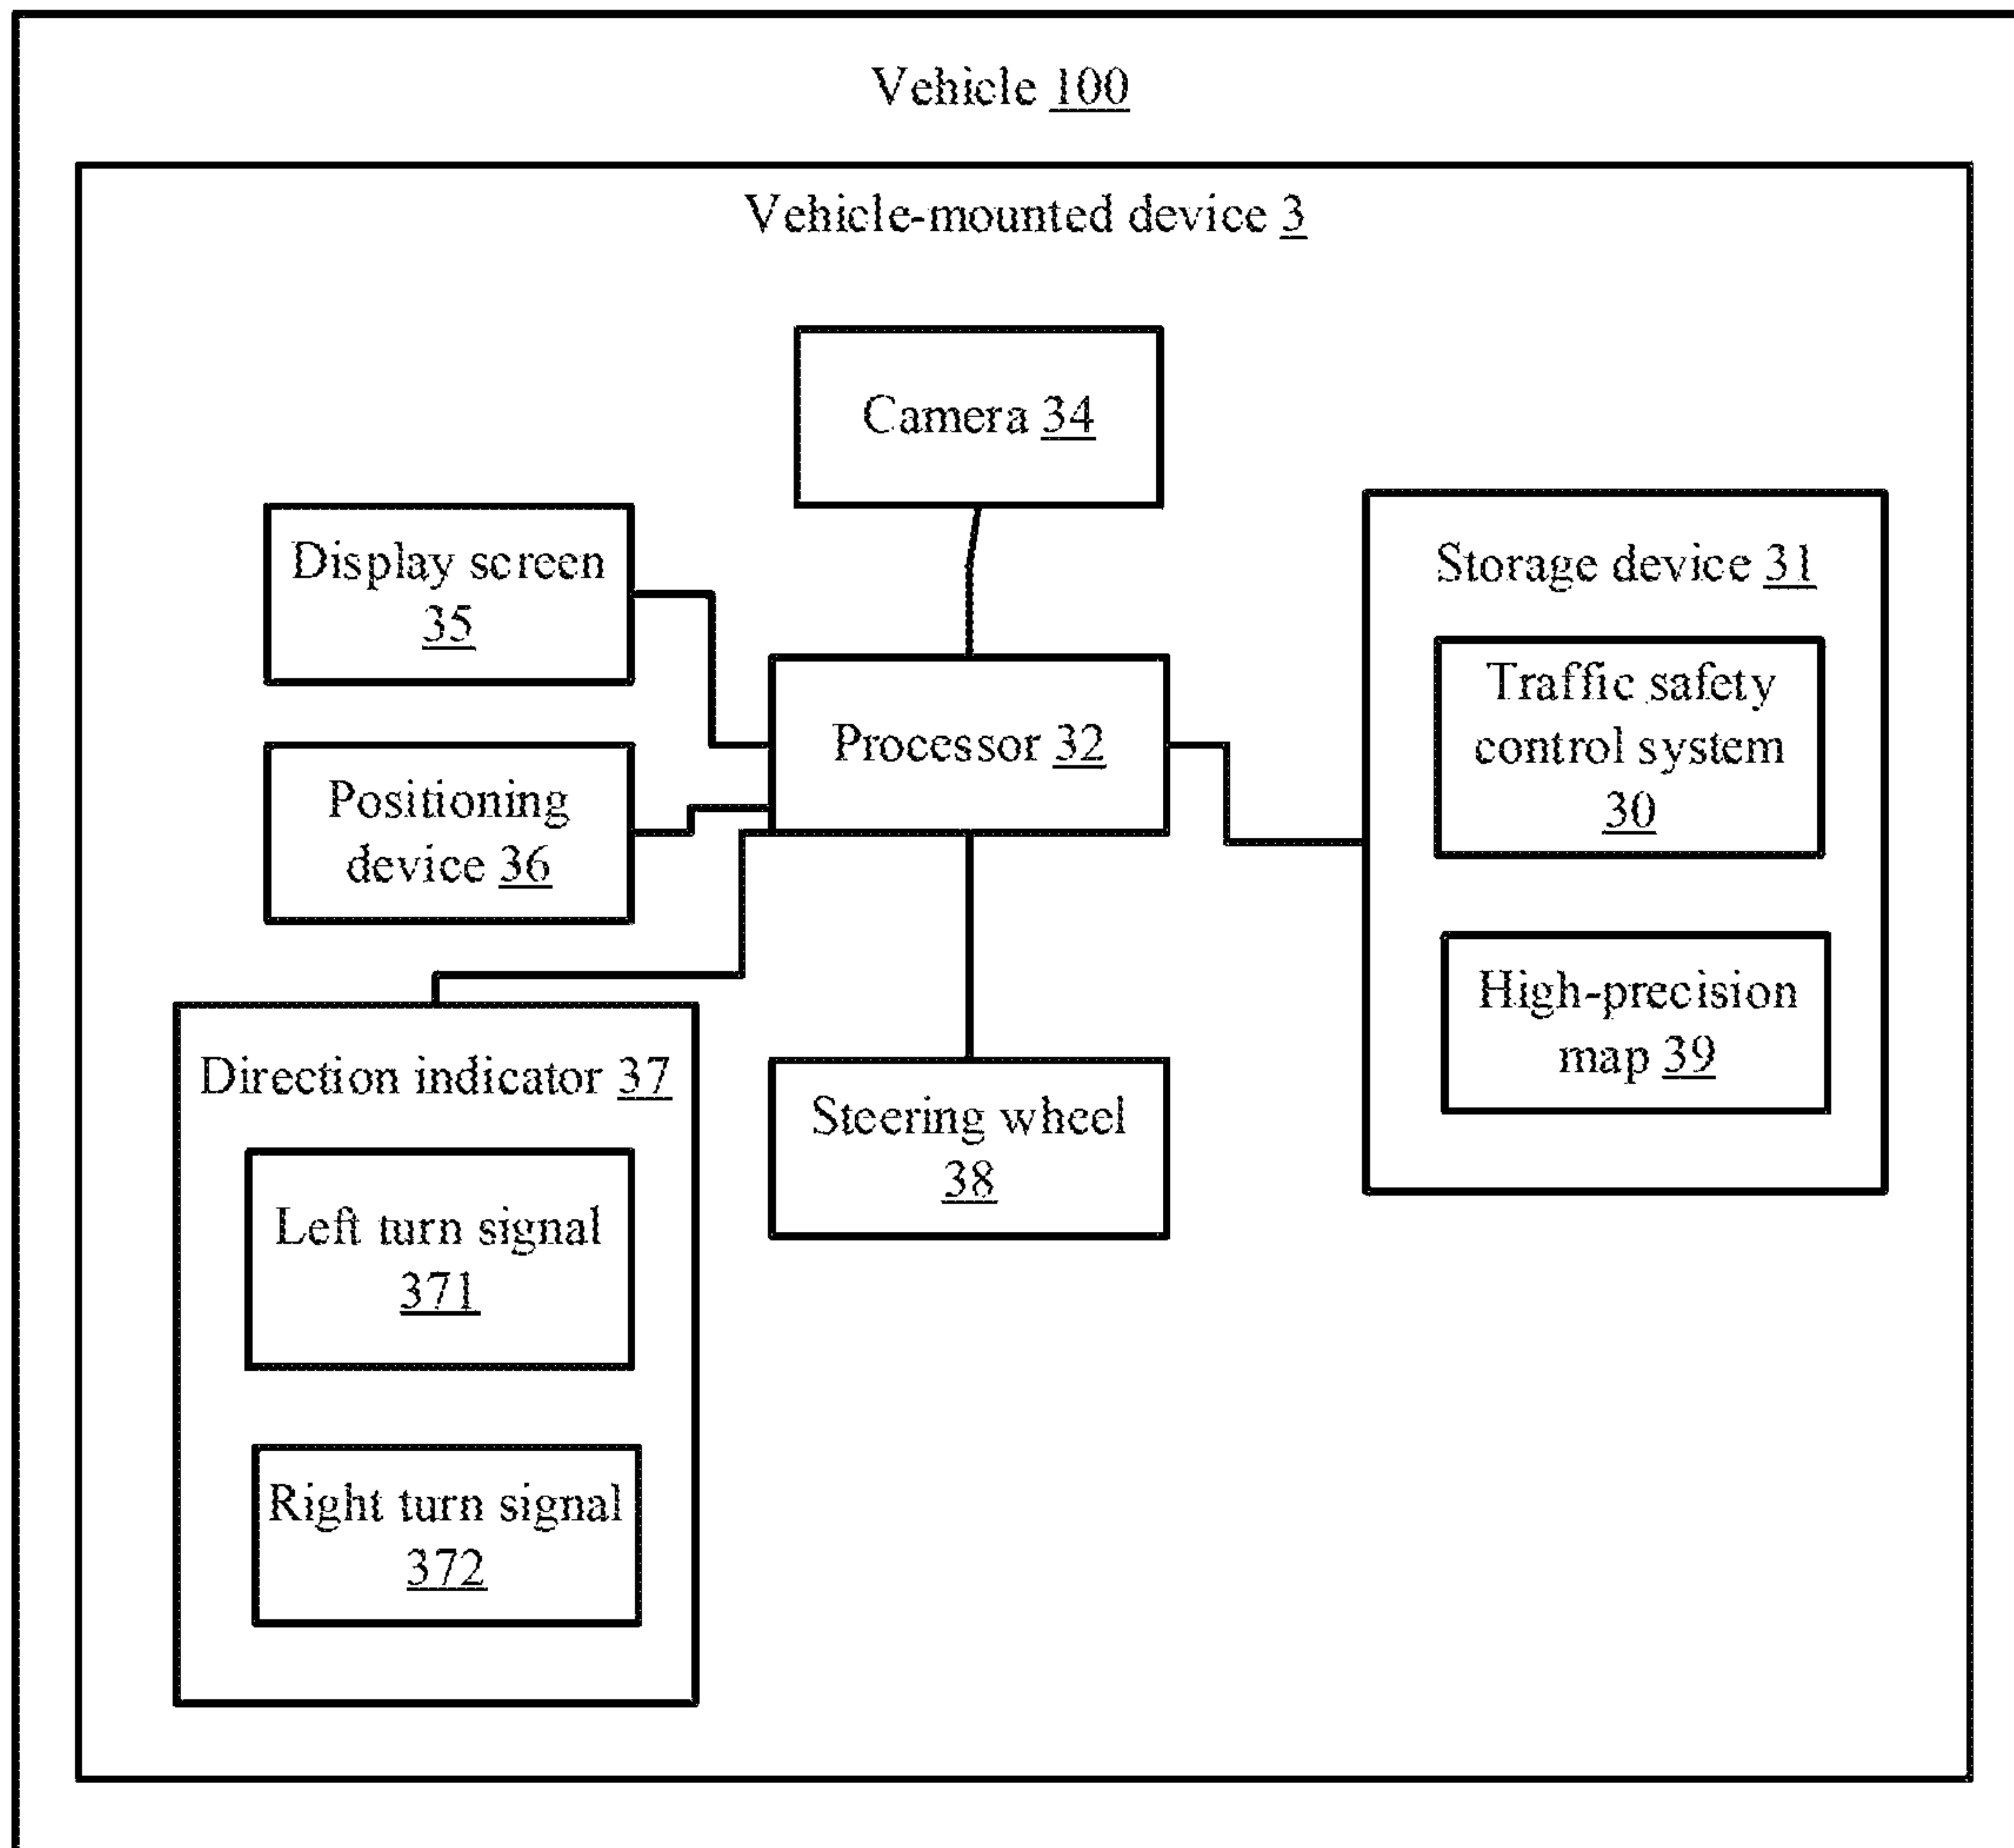 Vehicle 100
Vehicle-mounted device 3
Camera 34
Display screen
35
Storage device 31
Traffic safety
control system
30
Processor 32
Positioning
device 36
High-precision
map 39
Direction indicator 37
Steering wheel
38
Left turn signal
371
Right turn signal
372